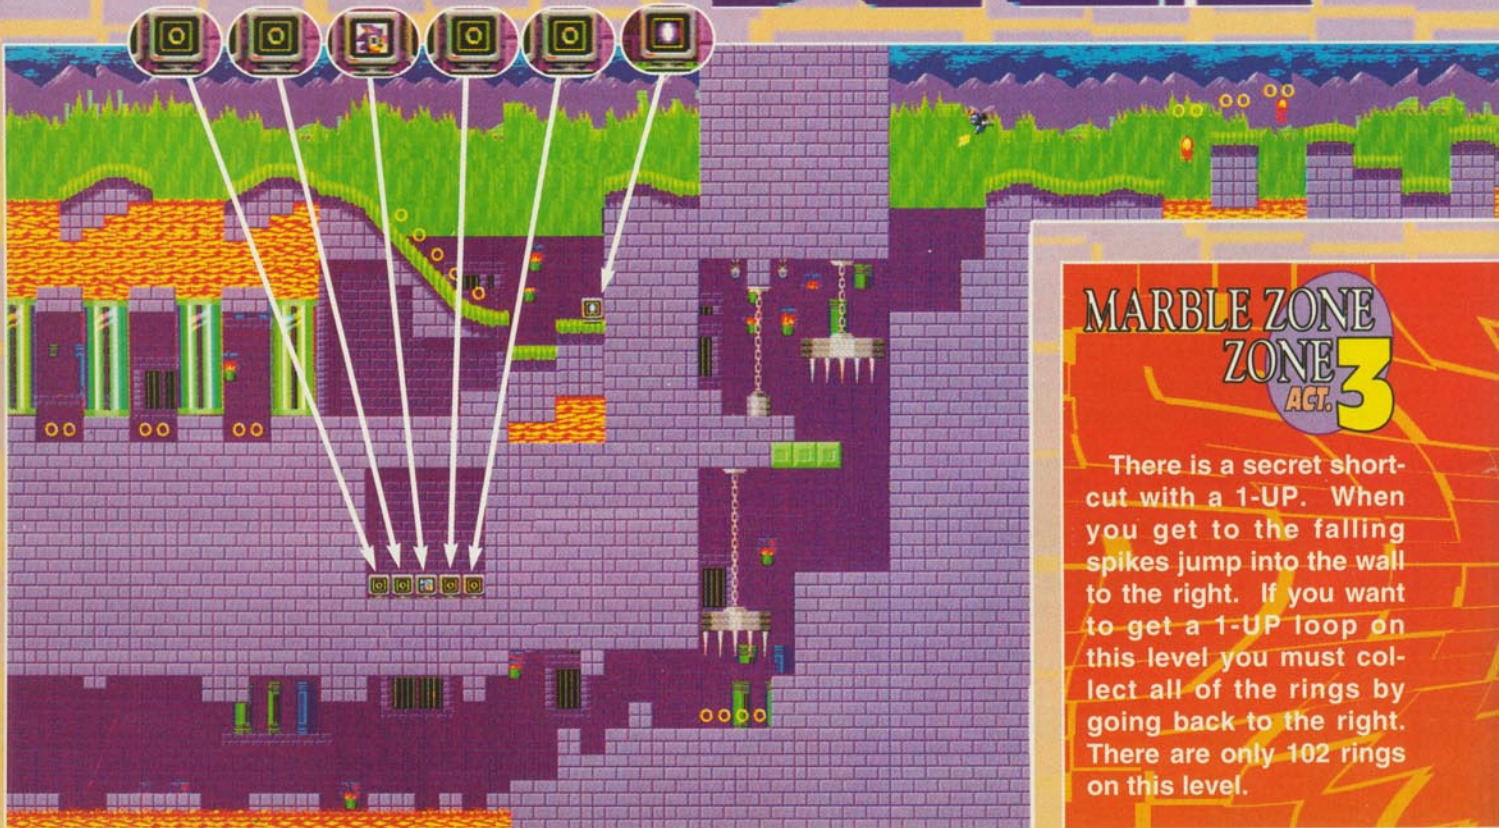 MARBLE ZONE
ZONE
ACT. 3
There is a secret short-
cut with a 1-UP. When
you get to the falling
spikes jump into the wall
to the right. If you want
to get a 1-UP loop on
this level you must col-
lect all of the rings by
going back to the right.
There are only 102 rings
on this level.